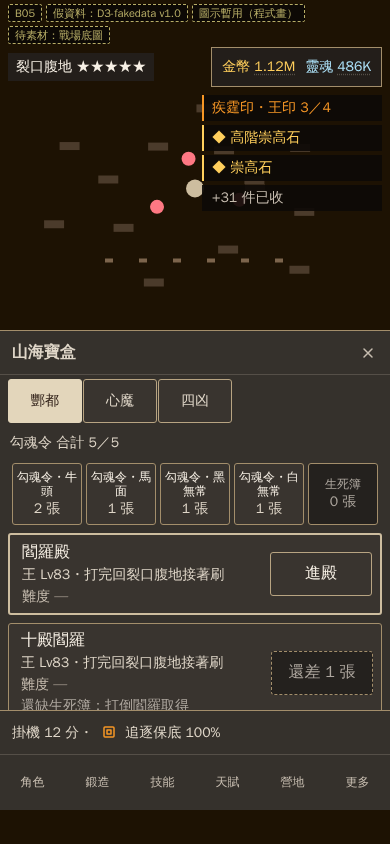 B05 假資料：D3-fakedata v1.0 圖示暫用（程式畫）
待素材：戰場底圖
裂口腹地 ★★★★★
金幣 1.12M 靈魂 486K
疾霆印・王印 3／4
◆ 高階崇高石
◆ 崇高石
+31 件已收
山海寶盒 ×
酆都 心魔 四凶
勾魂令 合計 5／5
勾魂令・牛頭 2 張
勾魂令・馬面 1 張
勾魂令・黑無常 1 張
勾魂令・白無常 1 張
生死簿 0 張
閻羅殿
王 Lv83・打完回裂口腹地接著刷
難度 —
進殿
十殿閻羅
王 Lv83・打完回裂口腹地接著刷
難度 —
還缺生死簿：打倒閻羅取得
還差 1 張
掛機 12 分・ 追逐保底 100%
角色 鍛造 技能 天賦 營地 更多